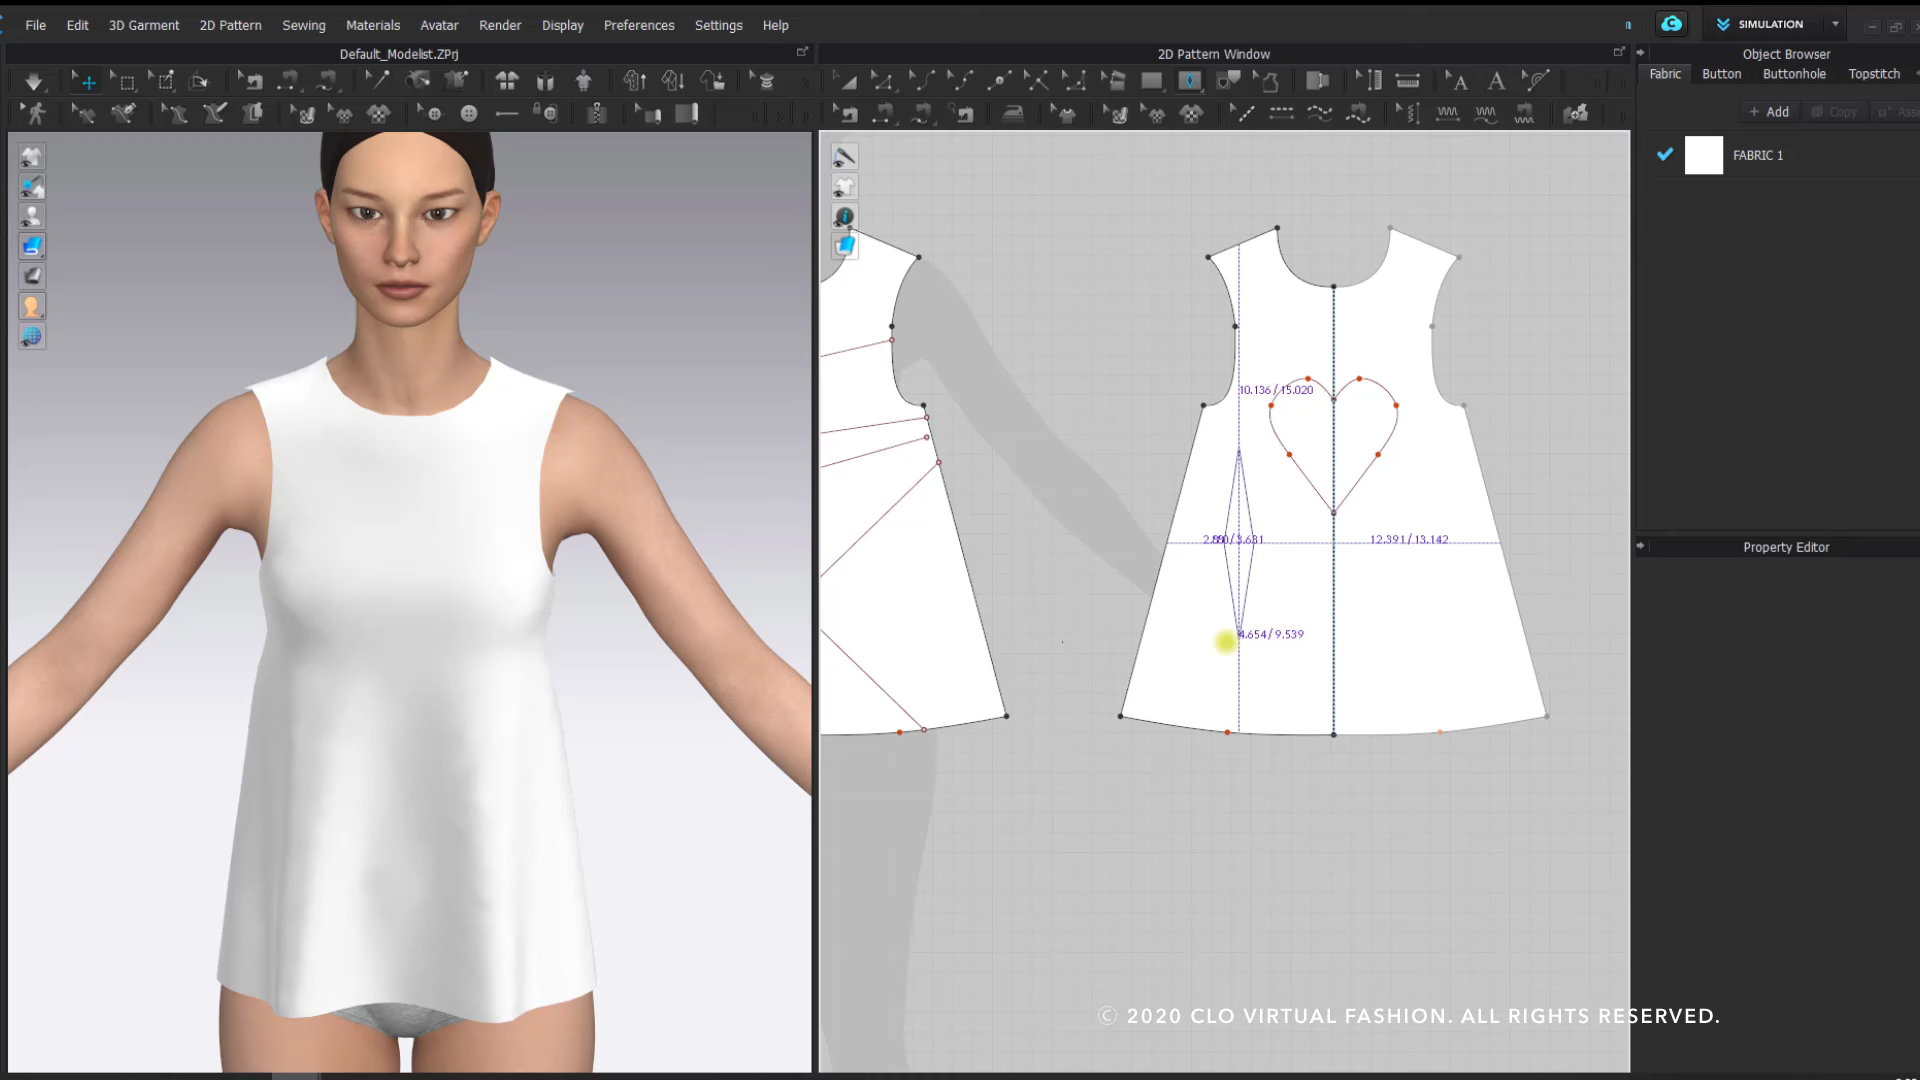 File Edit 3D Garment 2D Pattern Sewing Materials Avatar Render Display Preferences Settings Help
SIMULATION
Default_Modelist.ZPrj
2D Pattern Window
Object Browser
Fabric Button Buttonhole Topstitch
+ Add Copy
FABRIC 1
10.136 / 15.020
/ 3.631
12.391 / 13.142
4.654 / 9.539
Property Editor
© 2020 CLO VIRTUAL FASHION. ALL RIGHTS RESERVED.